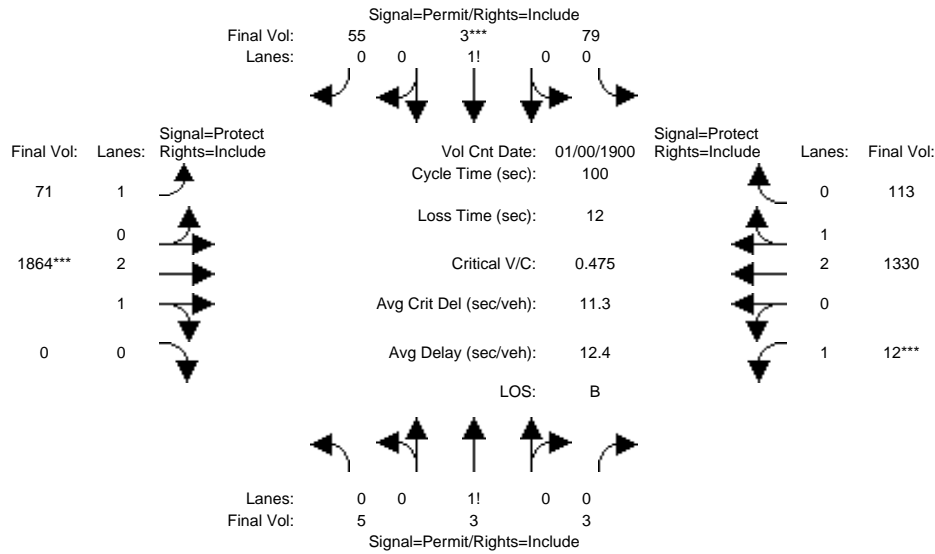 Signal=Permit/Rights=Include
Final Vol: 55 3*** 79
Lanes: 0 0 1! 0 0
Signal=Protect Signal=Protect
Final Vol: Lanes: Rights=Include Vol Cnt Date: 01/00/1900 Rights=Include Lanes: Final Vol:
Cycle Time (sec): 100
71 1 0 113
Loss Time (sec): 12
0 1
1864*** 2 Critical V/C: 0.475 2 1330
1 Avg Crit Del (sec/veh): 11.3 0
0 0 Avg Delay (sec/veh): 12.4 1 12***
LOS: B
Lanes: 0 0 1! 0 0
Final Vol: 5 3 3
Signal=Permit/Rights=Include